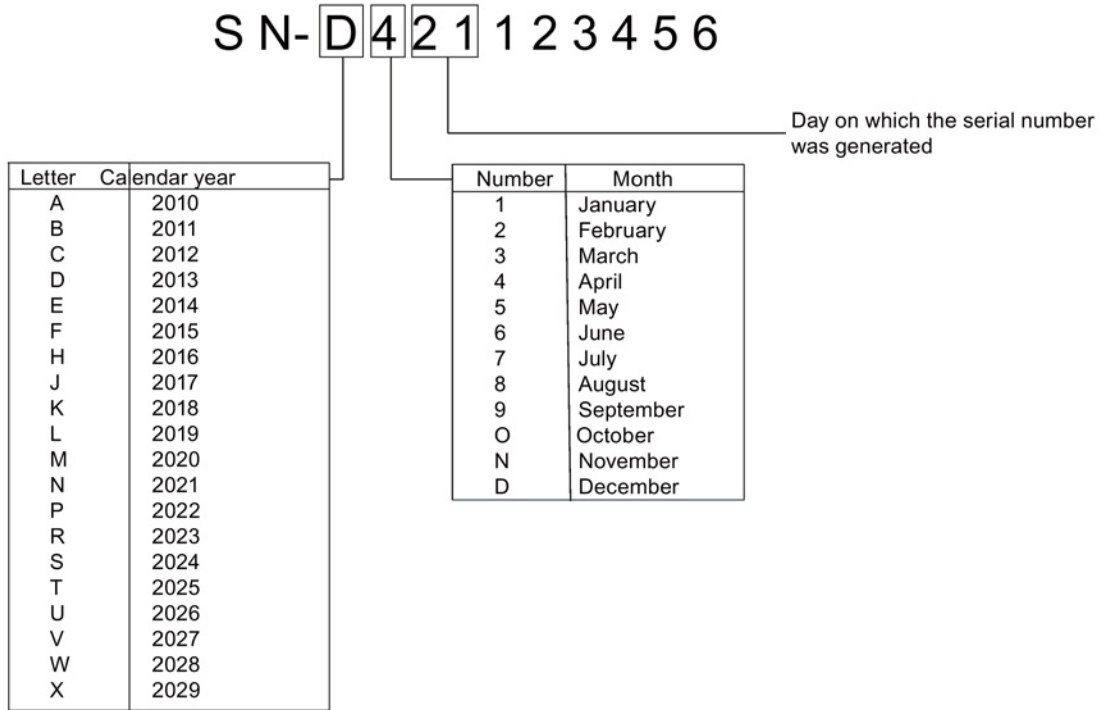 S N- D 4 2 1 1 2 3 4 5 6
Day on which the serial number
was generated
Letter Calendar year
A 2010
B 2011
C 2012
D 2013
E 2014
F 2015
H 2016
J 2017
K 2018
L 2019
M 2020
N 2021
P 2022
R 2023
S 2024
T 2025
U 2026
V 2027
W 2028
X 2029
Number Month
1 January
2 February
3 March
4 April
5 May
6 June
7 July
8 August
9 September
O October
N November
D December